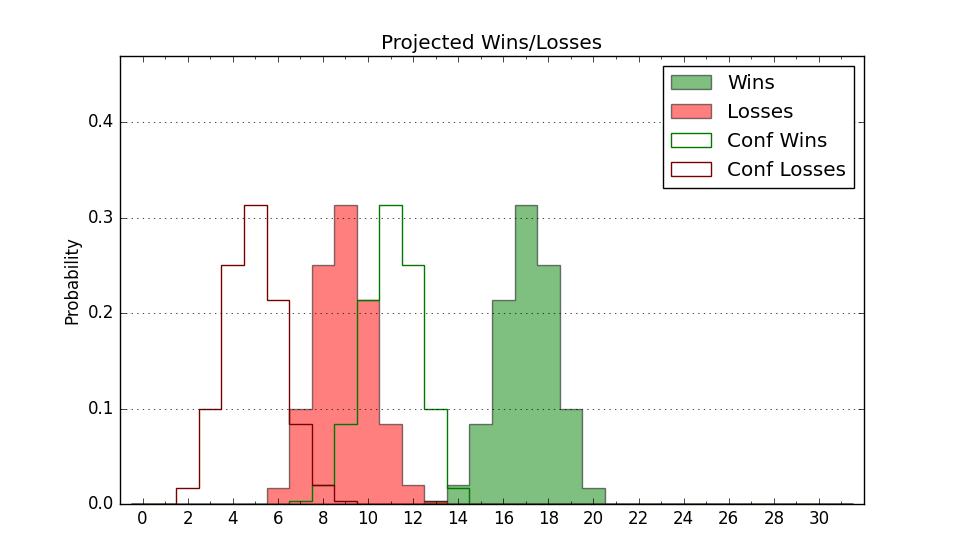 Projected Wins/Losses
Wins
Losses
Conf Wins
Conf Losses
Probability
0.4
0.3
0.2
0.1
0.0
0 2 4 6 8 10 12 14 16 18 20 22 24 26 28 30